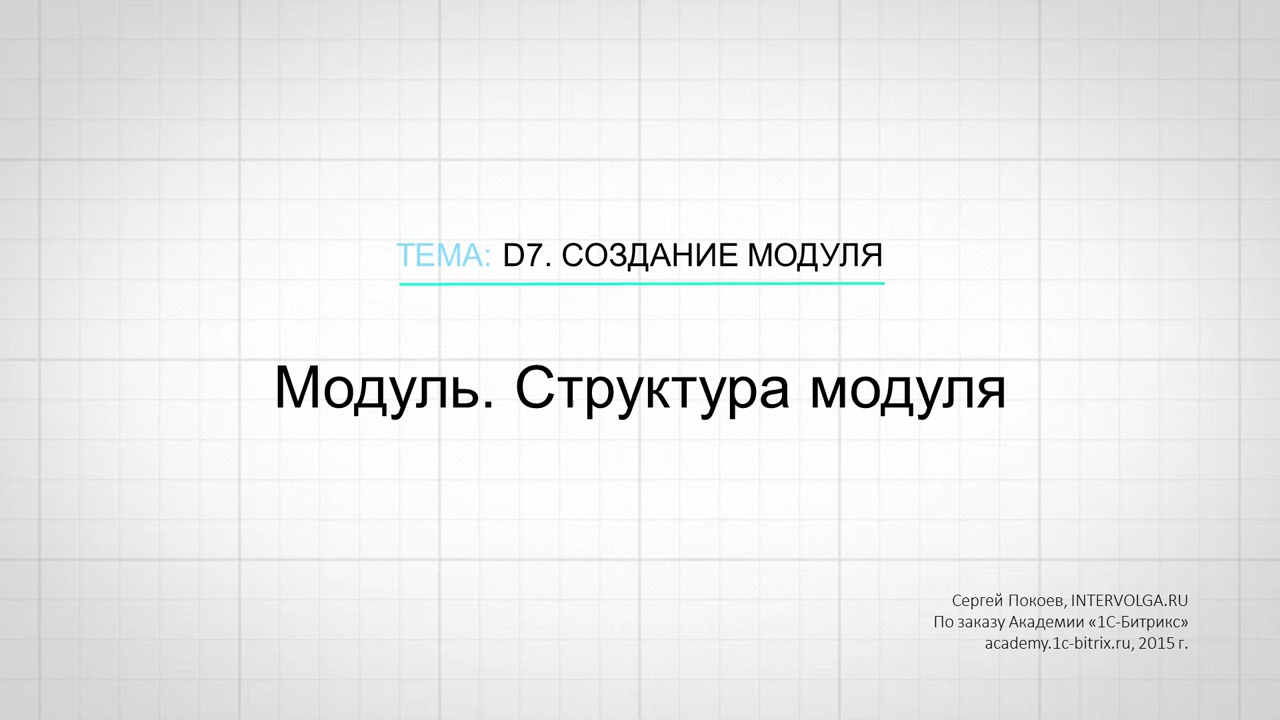 ТЕМА: D7. СОЗДАНИЕ МОДУЛЯ
Модуль. Структура модуля
Сергей Покоев, INTERVOLGA.RU
По заказу Академии «1С-Битрикс»
academy.1c-bitrix.ru, 2015 г.